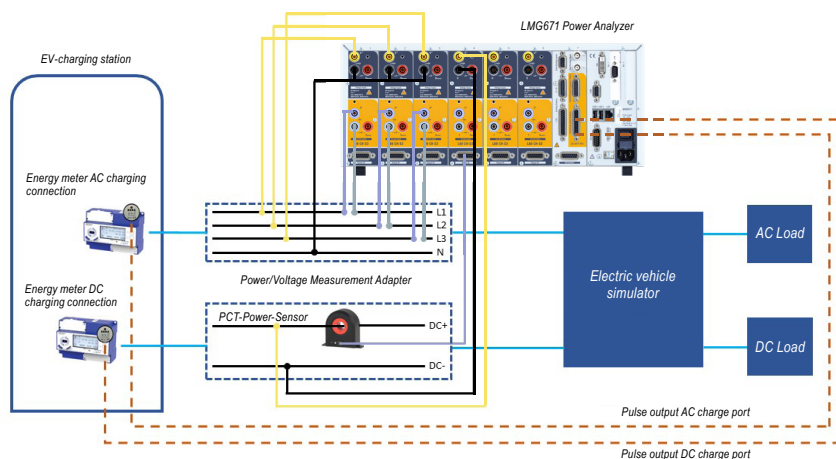 LMG671 Power Analyzer
EV-charging station
Energy meter AC charging
connection
L1
L2
L3
N
AC Load
Energy meter DC
charging connection
Power/Voltage Measurement Adapter
Electric vehicle
simulator
PCT-Power-Sensor
DC+
DC-
DC Load
Pulse output AC charge port
Pulse output DC charge port